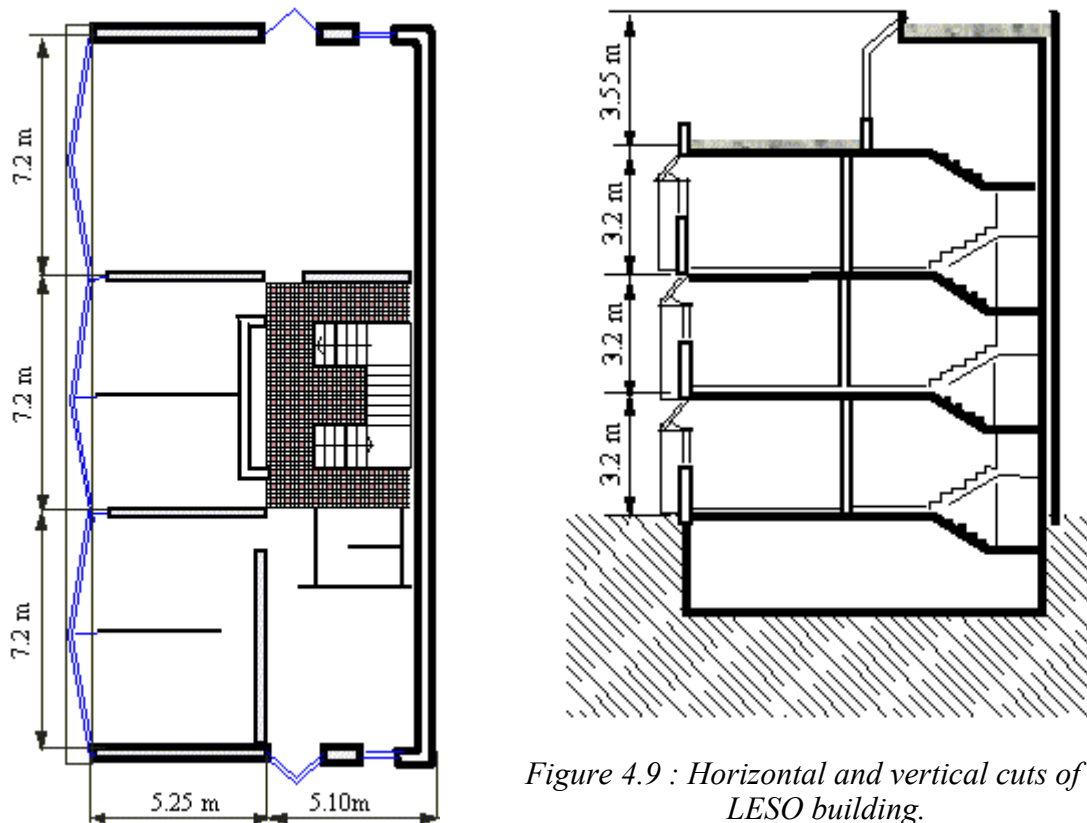 7.2 m
7.2 m
7.2 m
5.25 m
5.10m
3.55 m
3.2 m
3.2 m
3.2 m
Figure 4.9 : Horizontal and vertical cuts of
LESO building.